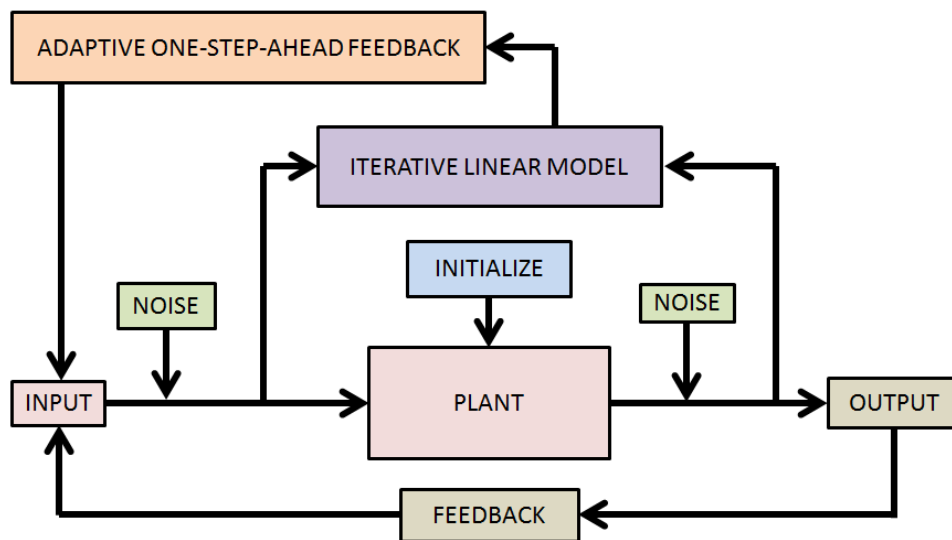 ADAPTIVE ONE-STEP-AHEAD FEEDBACK
ITERATIVE LINEAR MODEL
INITIALIZE
NOISE
NOISE
INPUT
PLANT
OUTPUT
FEEDBACK